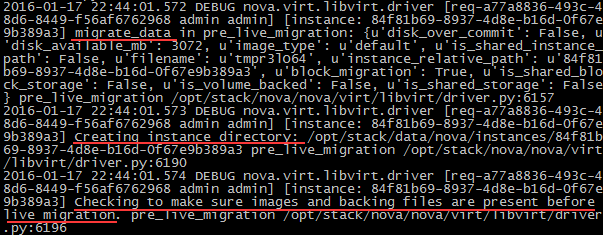 2016-01-17 22:44:01.572 DEBUG nova.virt.libvirt.driver [req-a77a8836-493c-4
8d6-8449-f56af6762968 admin admin] [instance: 84f81b69-8937-4d8e-b16d-0f67e
9b389a3] migrate_data in pre_live_migration: {u'disk_over_commit': False, u
'disk_available_mb': 3072, u'image_type': u'default', u'is_shared_instance_
path': False, u'filename': u'tmpr3lo64', u'instance_relative_path': u'84f81
b69-8937-4d8e-b16d-0f67e9b389a3', u'block_migration': True, u'is_shared_blo
ck_storage': False, u'is_volume_backed': False, u'is_shared_storage': False
} pre_live_migration /opt/stack/nova/nova/virt/libvirt/driver.py:6157
2016-01-17 22:44:01.573 DEBUG nova.virt.libvirt.driver [req-a77a8836-493c-4
8d6-8449-f56af6762968 admin admin] [instance: 84f81b69-8937-4d8e-b16d-0f67e
9b389a3] Creating instance directory: /opt/stack/data/nova/instances/84f81b
69-8937-4d8e-b16d-0f67e9b389a3 pre_live_migration /opt/stack/nova/nova/virt
/libvirt/driver.py:6190
2016-01-17 22:44:01.574 DEBUG nova.virt.libvirt.driver [req-a77a8836-493c-4
8d6-8449-f56af6762968 admin admin] [instance: 84f81b69-8937-4d8e-b16d-0f67e
9b389a3] Checking to make sure images and backing files are present before
live migration. pre_live_migration /opt/stack/nova/nova/virt/libvirt/driver
.py:6196